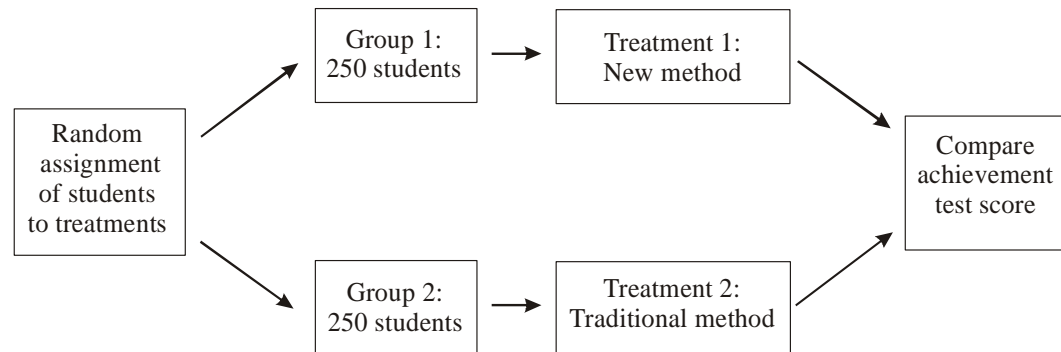 Random
assignment
of students
to treatments
Group 1:
250 students
Treatment 1:
New method
Group 2:
250 students
Treatment 2:
Traditional method
Compare
achievement
test score